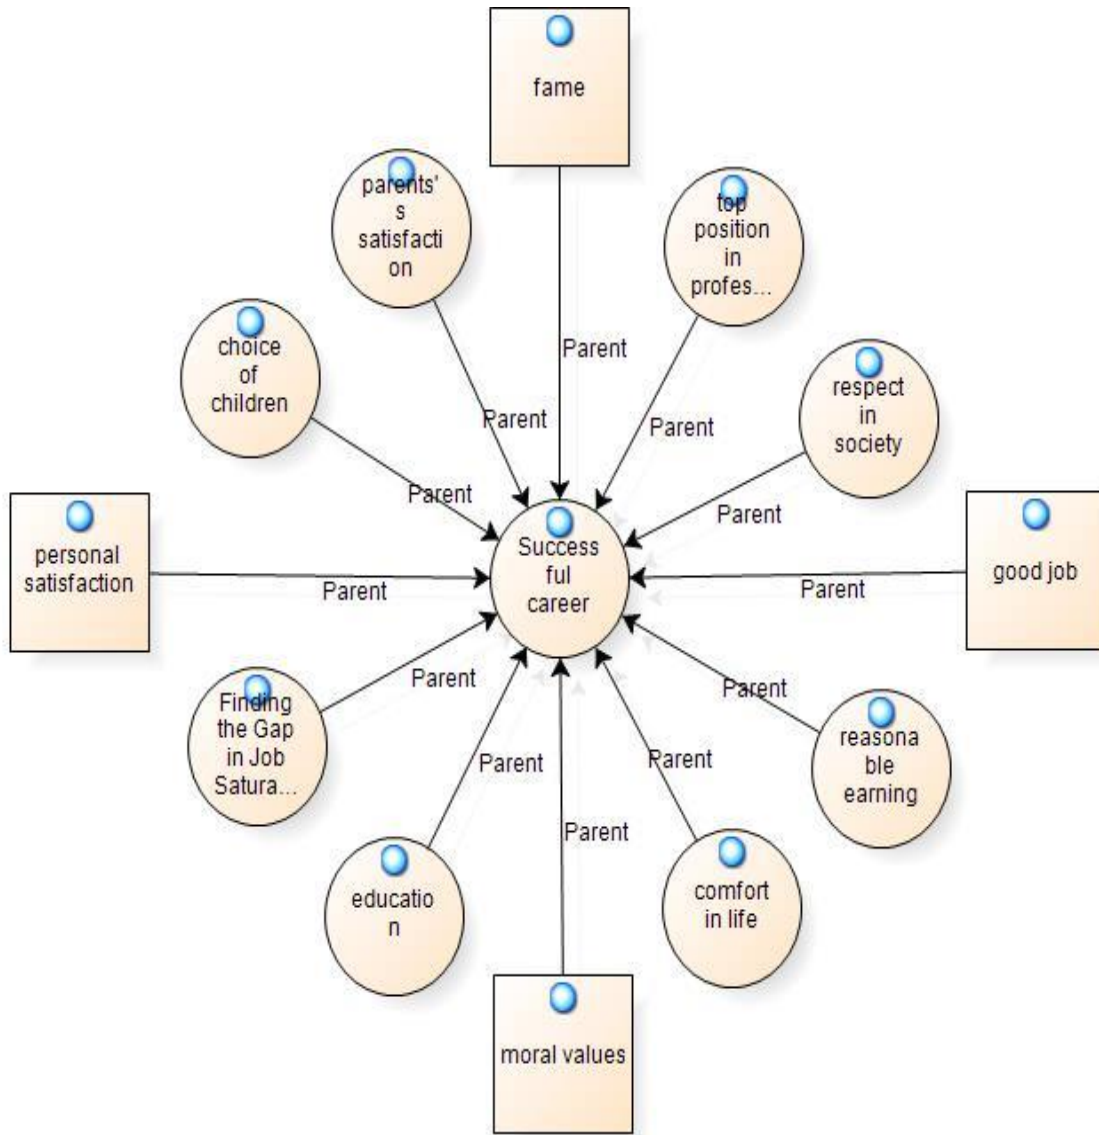 fame
parents'
s
satisfacti
on
top
position
in
profes...
choice
of
children
respect
in
society
Parent
Parent
Parent
Parent
Parent
personal
satisfaction
Success
ful
career
good job
Parent
Parent
Finding
the Gap
in Job
Satura...
Parent
Parent
reasona
ble
earning
Parent
Parent
Parent
educatio
n
comfort
in life
moral values